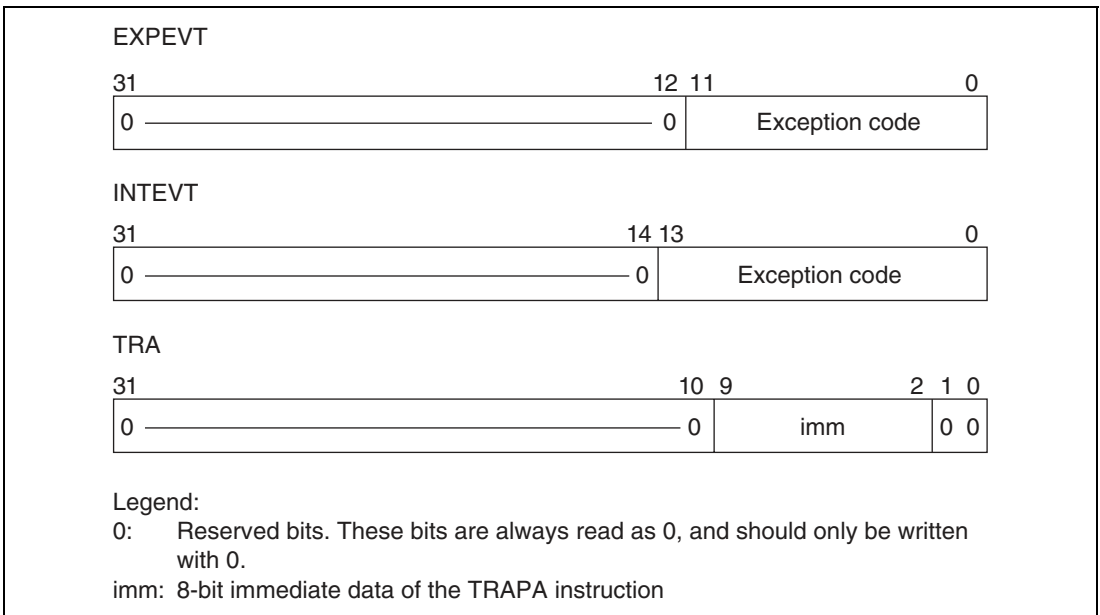 EXPEVT
31 12 11 0
0 0 Exception code
INTEVT
31 14 13 0
0 0 Exception code
TRA
31 10 9 2 1 0
0 0 imm 0 0
Legend:
0: Reserved bits. These bits are always read as 0, and should only be written
with 0.
imm: 8-bit immediate data of the TRAPA instruction